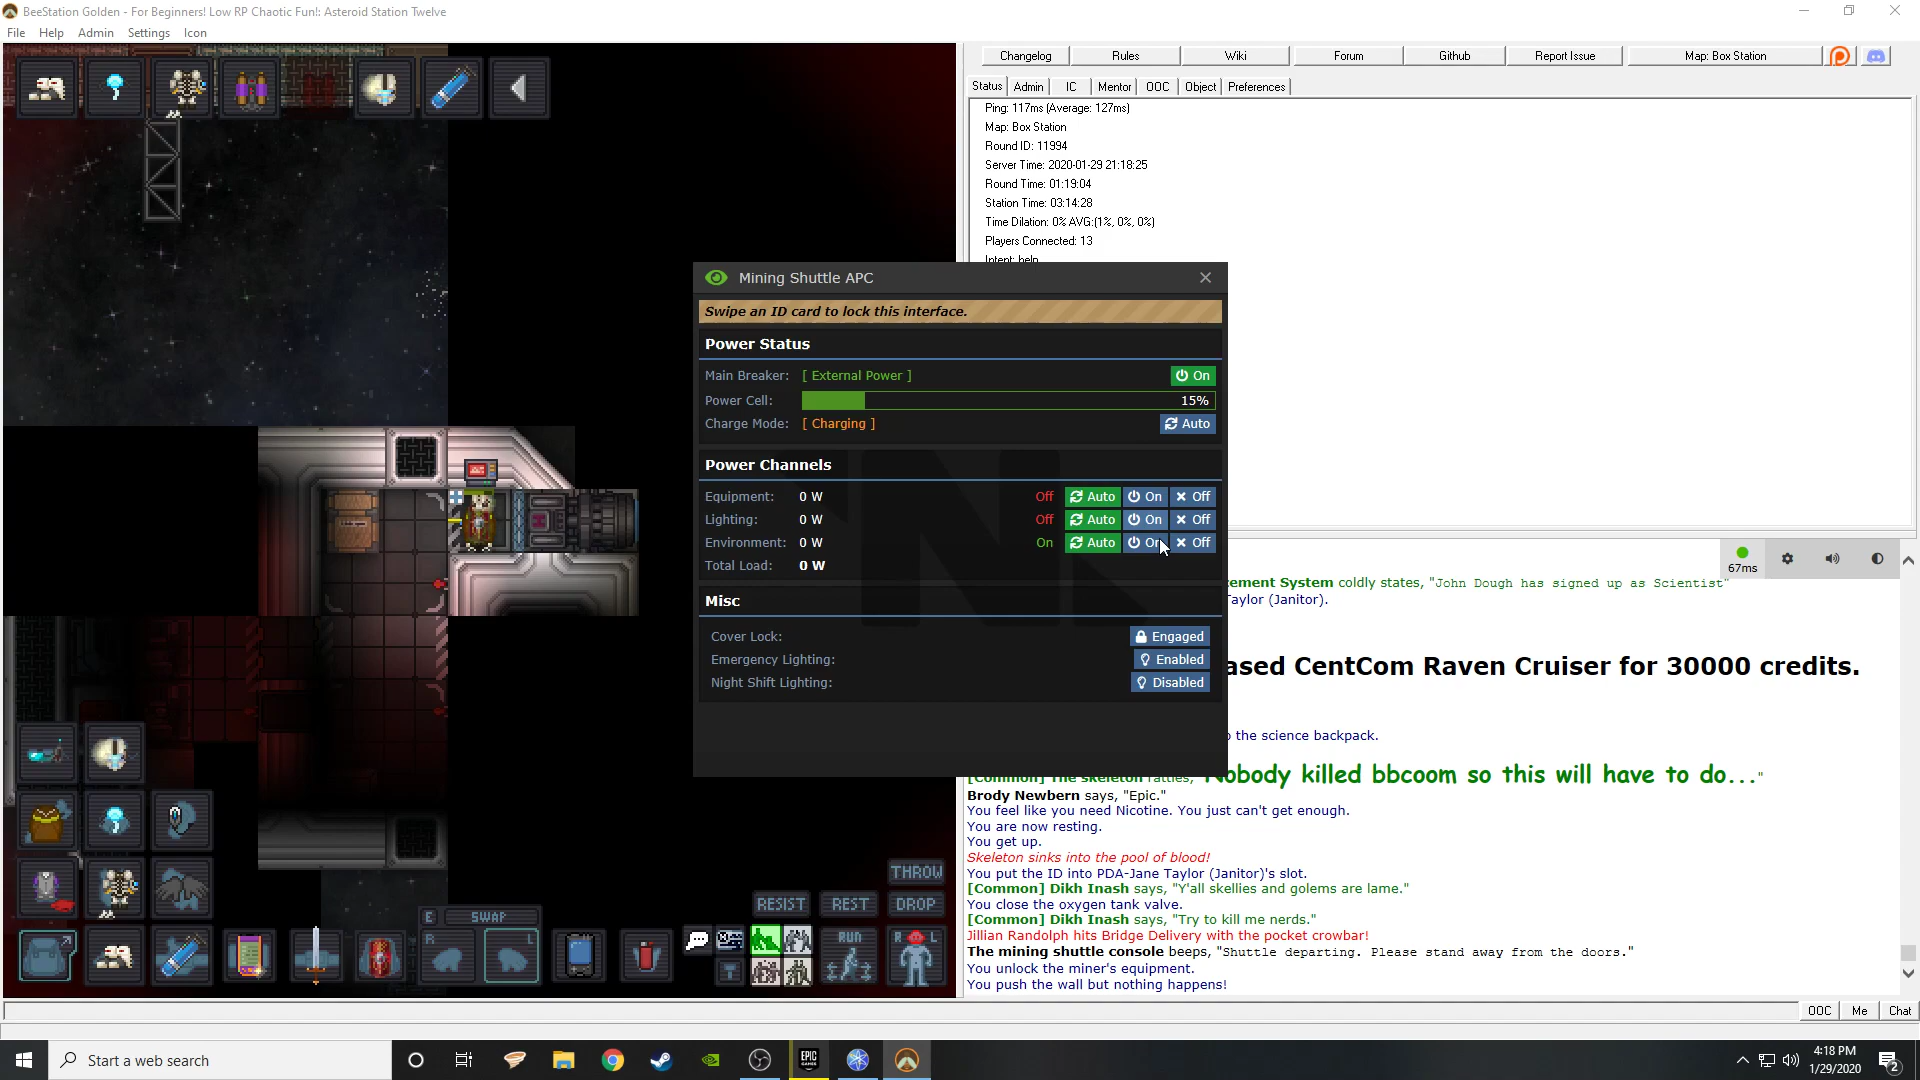 BeeStation Golden - For Beginners! Low RP Chaotic Fun!: Asteroid Station Twelve
File Help Admin Settings Icon
Changelog Rules Wiki Forum Github Report Issue Map: Box Station
Status Admin IC Mentor OOC Object Preferences
Ping: 117ms (Average: 127ms)
Map: Box Station
Round ID: 11994
Server Time: 2020-01-29 21:18:25
Round Time: 01:19:04
Station Time: 03:14:28
Time Dilation: 0% AVG:(1%, 0%, 0%)
Players Connected: 13
Intent: help
Mining Shuttle APC
Swipe an ID card to lock this interface.
Power Status
Main Breaker: [ External Power ] On
Power Cell: 15%
Charge Mode: [ Charging ] Auto
Power Channels
Equipment: 0 W Off Auto On Off
Lighting: 0 W Off Auto On Off
Environment: 0 W On Auto On Off
Total Load: 0 W
Misc
Cover Lock: Engaged
Emergency Lighting: Enabled
Night Shift Lighting: Disabled
67ms
cement System coldly states, "John Dough has signed up as Scientist"
Taylor (Janitor).
ased CentCom Raven Cruiser for 30000 credits.
the science backpack.
[Common] The skeleton rattles, "Nobody killed bbcoom so this will have to do..."
Brody Newbern says, "Epic."
You feel like you need Nicotine. You just can't get enough.
You are now resting.
You get up.
Skeleton sinks into the pool of blood!
You put the ID into PDA-Jane Taylor (Janitor)'s slot.
[Common] Dikh Inash says, "Y'all skellies and golems are lame."
You close the oxygen tank valve.
[Common] Dikh Inash says, "Try to kill me nerds."
Jillian Randolph hits Bridge Delivery with the pocket crowbar!
The mining shuttle console beeps, "Shuttle departing. Please stand away from the doors."
You unlock the miner's equipment.
You push the wall but nothing happens!
THROW
RESIST REST DROP
E SWAP
R L RUN R L
OOC Me Chat
Start a web search
EPIC GAMES
4:18 PM
1/29/2020
2